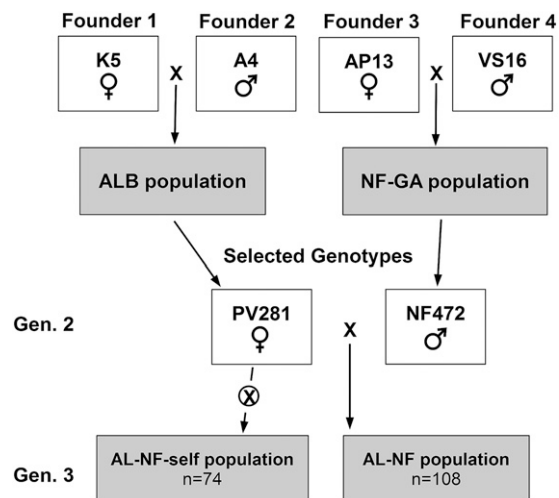 Founder 1 Founder 2 Founder 3 Founder 4
K5 X A4 AP13 X VS16
♀ ♂ ♀ ♂
ALB population NF-GA population
Selected Genotypes
Gen. 2 PV281 X NF472
♀ ♂
X
Gen. 3 AL-NF-self population AL-NF population
n=74 n=108